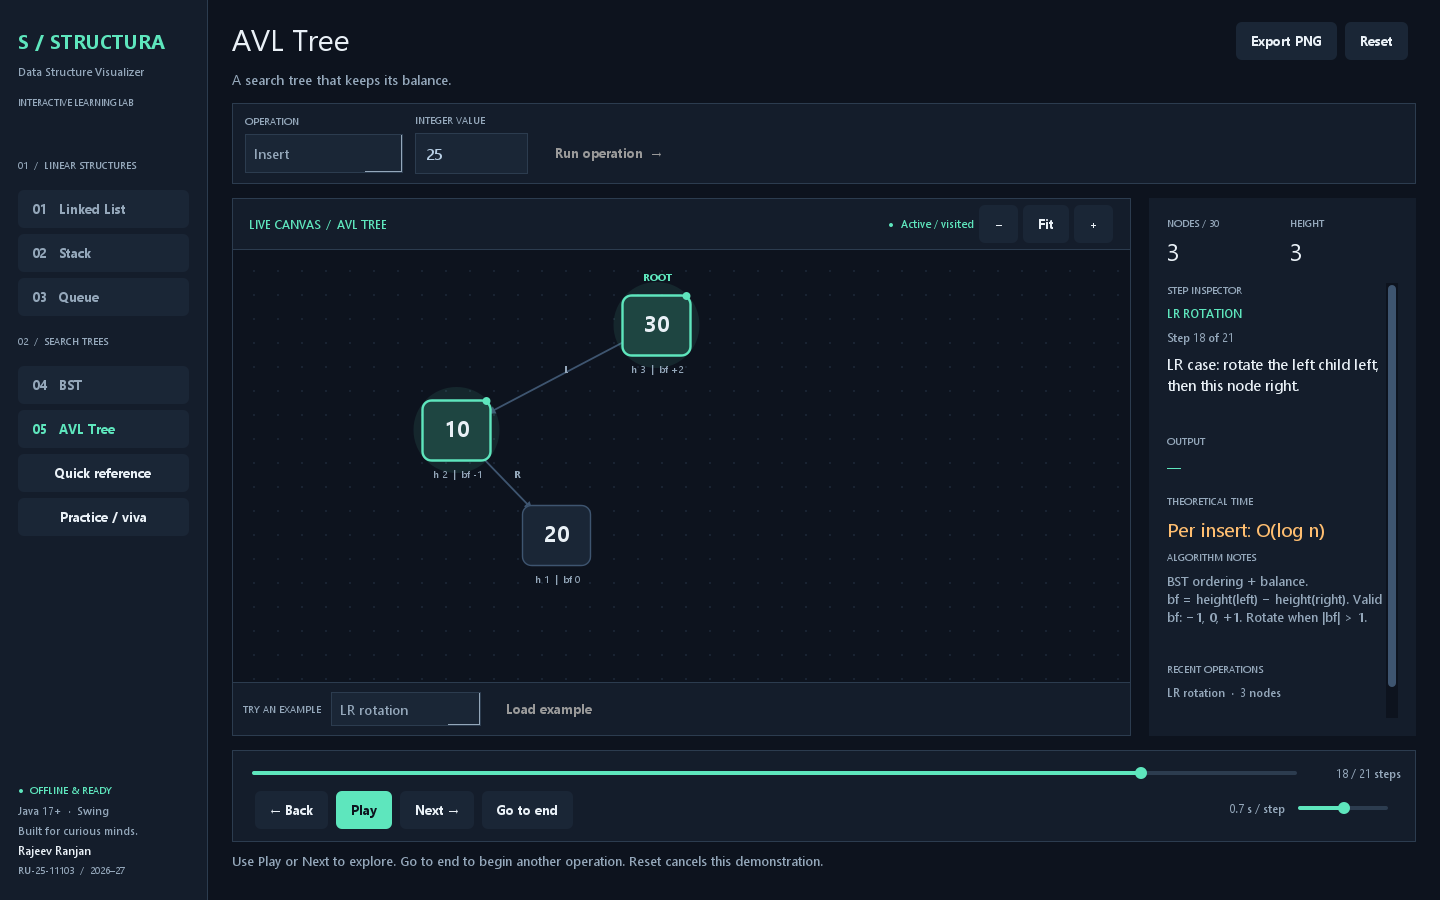 S / STRUCTURA
Data Structure Visualizer
INTERACTIVE LEARNING LAB
01 / LINEAR STRUCTURES
01 Linked List
02 Stack
03 Queue
02 / SEARCH TREES
04 BST
05 AVL Tree
Quick reference
Practice / viva
● OFFLINE & READY
Java 17+ · Swing
Built for curious minds.
Rajeev Ranjan
RU-25-11103 / 2026–27
AVL Tree
A search tree that keeps its balance.
Export PNG
Reset
OPERATION
INTEGER VALUE
Insert
25
Run operation →
LIVE CANVAS / AVL TREE
● Active / visited
−
Fit
+
ROOT
30
h 3 | bf +2
L
10
h 2 | bf -1
R
20
h 1 | bf 0
TRY AN EXAMPLE
LR rotation
Load example
NODES / 30
HEIGHT
3
3
STEP INSPECTOR
LR ROTATION
Step 18 of 21
LR case: rotate the left child left,
then this node right.
OUTPUT
—
THEORETICAL TIME
Per insert: O(log n)
ALGORITHM NOTES
BST ordering + balance.
bf = height(left) − height(right). Valid
bf: −1, 0, +1. Rotate when |bf| > 1.
RECENT OPERATIONS
LR rotation · 3 nodes
18 / 21 steps
← Back
Play
Next →
Go to end
0.7 s / step
Use Play or Next to explore. Go to end to begin another operation. Reset cancels this demonstration.